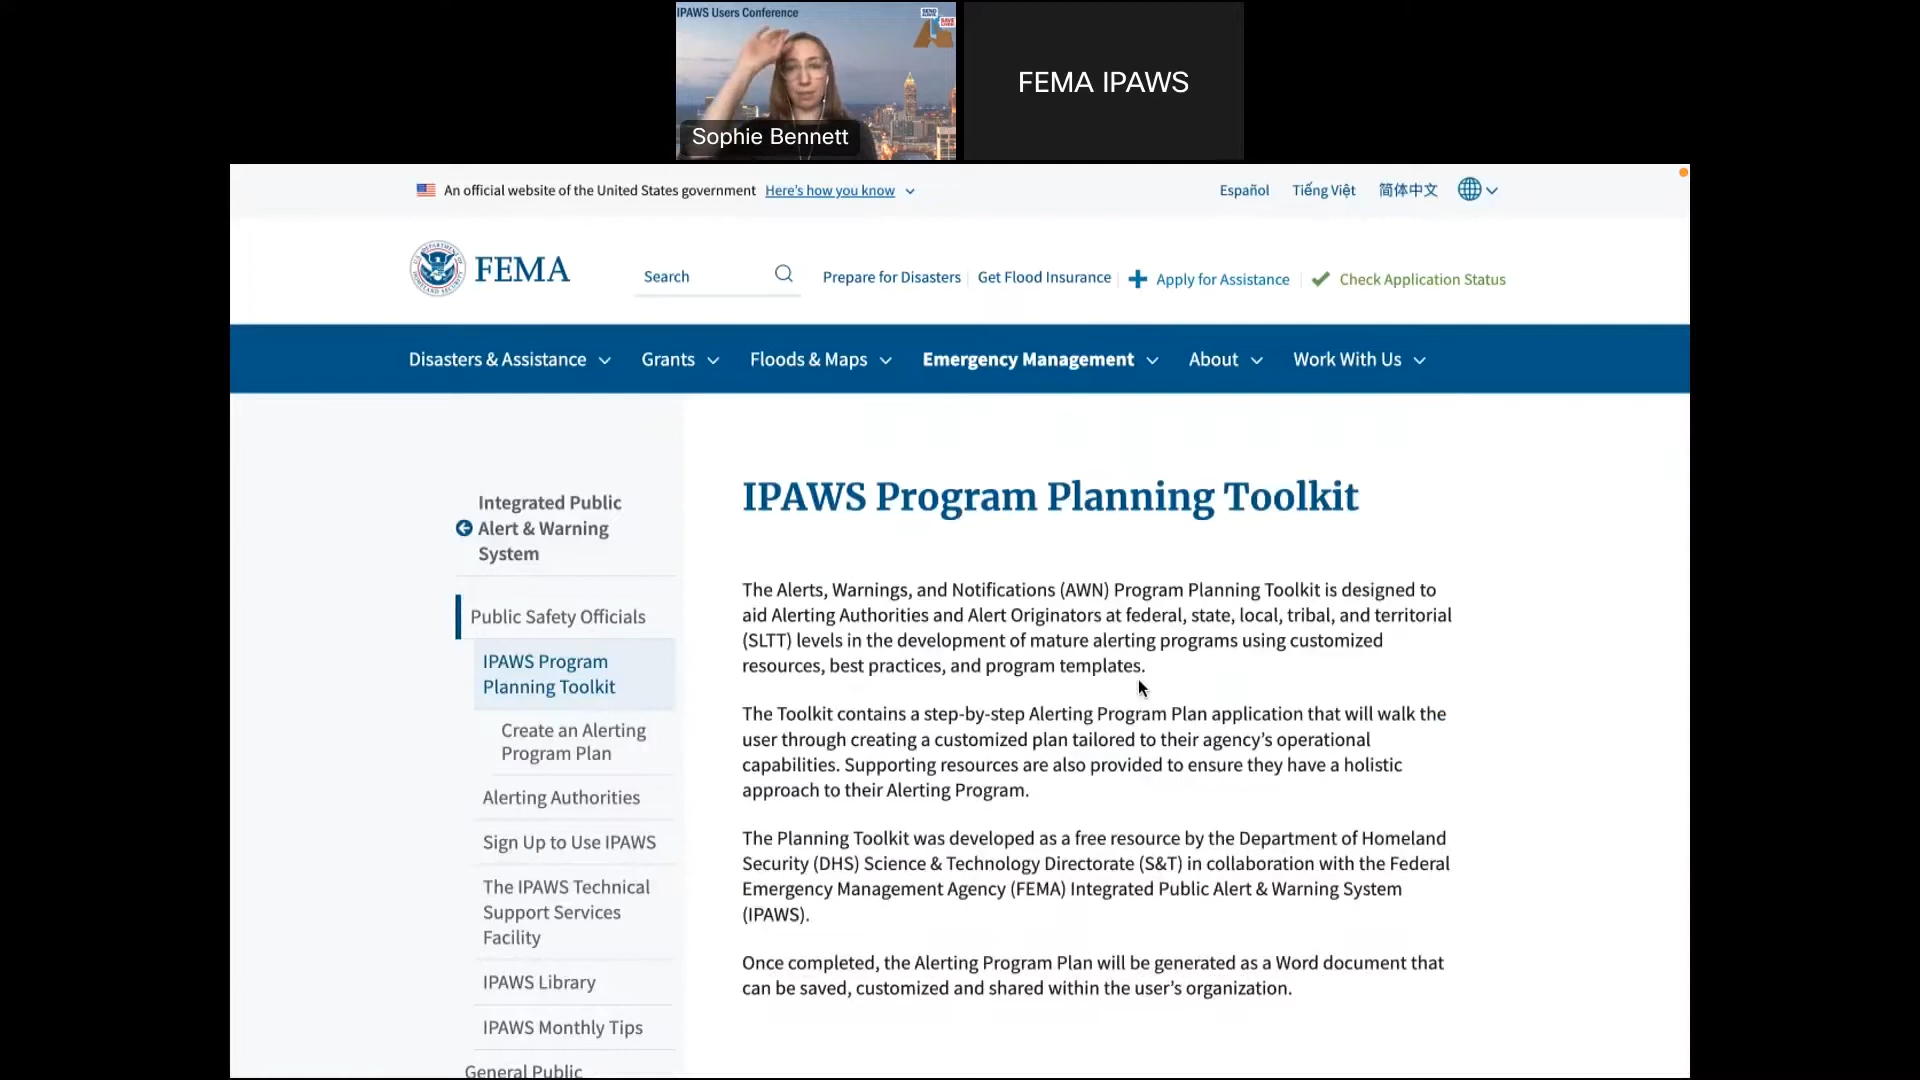 IPAWS Users Conference
SEND
SAVE
Sophie Bennett
FEMA IPAWS
An official website of the United States government Here's how you know
Español Tiếng Việt 简体中文
FEMA
Search
Prepare for Disasters Get Flood Insurance Apply for Assistance Check Application Status
Disasters & Assistance Grants Floods & Maps Emergency Management About Work With Us
Integrated Public
Alert & Warning
System
Public Safety Officials
IPAWS Program
Planning Toolkit
Create an Alerting
Program Plan
Alerting Authorities
Sign Up to Use IPAWS
The IPAWS Technical
Support Services
Facility
IPAWS Library
IPAWS Monthly Tips
General Public
IPAWS Program Planning Toolkit
The Alerts, Warnings, and Notifications (AWN) Program Planning Toolkit is designed to
aid Alerting Authorities and Alert Originators at federal, state, local, tribal, and territorial
(SLTT) levels in the development of mature alerting programs using customized
resources, best practices, and program templates.
The Toolkit contains a step-by-step Alerting Program Plan application that will walk the
user through creating a customized plan tailored to their agency's operational
capabilities. Supporting resources are also provided to ensure they have a holistic
approach to their Alerting Program.
The Planning Toolkit was developed as a free resource by the Department of Homeland
Security (DHS) Science & Technology Directorate (S&T) in collaboration with the Federal
Emergency Management Agency (FEMA) Integrated Public Alert & Warning System
(IPAWS).
Once completed, the Alerting Program Plan will be generated as a Word document that
can be saved, customized and shared within the user's organization.